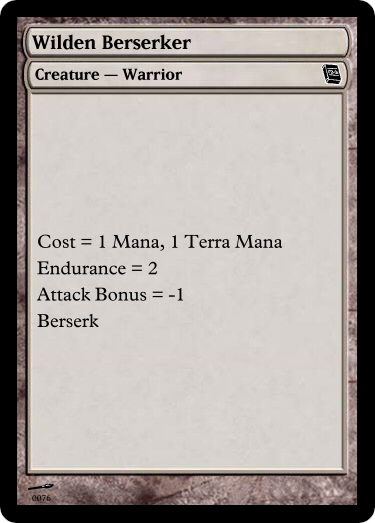 Wilden Berserker
Creature — Warrior
Cost = 1 Mana, 1 Terra Mana
Endurance = 2
Attack Bonus = -1
Berserk
0076